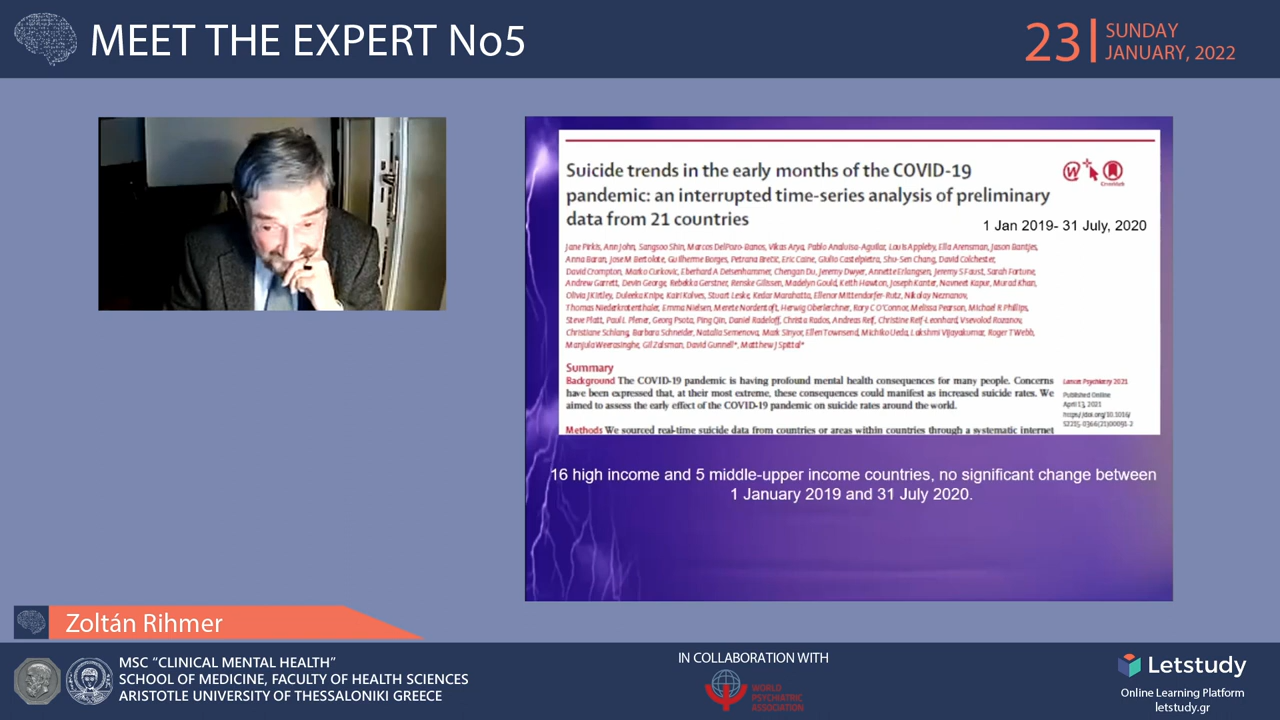 MEET THE EXPERT No5
23
SUNDAY
JANUARY, 2022
Suicide trends in the early months of the COVID-19
pandemic: an interrupted time-series analysis of preliminary
data from 21 countries
1 Jan 2019- 31 July, 2020
Jane Pirkis, Ann John, Sangsoo Shin, Marcos DelPozo-Banos, Vikas Arya, Pablo Analuisa-Aguilar, Louis Appleby, Ella Arensman, Jason Bantjes,
Anna Baran, Jose M Bertolote, Guilherme Borges, Petrana Brečić, Eric Caine, Giulio Castelpietra, Shu-Sen Chang, David Colchester,
David Crompton, Marko Curkovic, Eberhard A Deisenhammer, Chengan Du, Jeremy Dwyer, Annette Erlangsen, Jeremy S Faust, Sarah Fortune,
Andrew Garrett, Devin George, Rebekka Gerstner, Renske Gilissen, Madelyn Gould, Keith Hawton, Joseph Kanter, Navneet Kapur, Murad Khan,
Olivia J Kirtley, Duleeka Knipe, Kairi Kolves, Stuart Leske, Kedar Marahatta, Ellenor Mittendorfer-Rutz, Nikolay Neznanov,
Thomas Niederkrotenthaler, Emma Nielsen, Merete Nordentoft, Herwig Oberlerchner, Rory C O'Connor, Melissa Pearson, Michael R Phillips,
Steve Platt, Paul L Plener, Georg Psota, Ping Qin, Daniel Radeloff, Christa Rados, Andreas Reif, Christine Reif-Leonhard, Vsevolod Rozanov,
Christiane Schlang, Barbara Schneider, Natalia Semenova, Mark Sinyor, Ellen Townsend, Michiko Ueda, Lakshmi Vijayakumar, Roger T Webb,
Manjula Weerasinghe, Gil Zalsman, David Gunnell*, Matthew J Spittal*
Summary
Background The COVID-19 pandemic is having profound mental health consequences for many people. Concerns
have been expressed that, at their most extreme, these consequences could manifest as increased suicide rates. We
aimed to assess the early effect of the COVID-19 pandemic on suicide rates around the world.
Lancet Psychiatry 2021
Published Online
April 13, 2021
https://doi.org/10.1016/
S2215-0366(21)00091-2
Methods We sourced real-time suicide data from countries or areas within countries through a systematic internet
16 high income and 5 middle-upper income countries, no significant change between
1 January 2019 and 31 July 2020.
Zoltán Rihmer
MSC “CLINICAL MENTAL HEALTH”
SCHOOL OF MEDICINE, FACULTY OF HEALTH SCIENCES
ARISTOTLE UNIVERSITY OF THESSALONIKI GREECE
IN COLLABORATION WITH
WORLD
PSYCHIATRIC
ASSOCIATION
Letstudy
Online Learning Platform
letstudy.gr